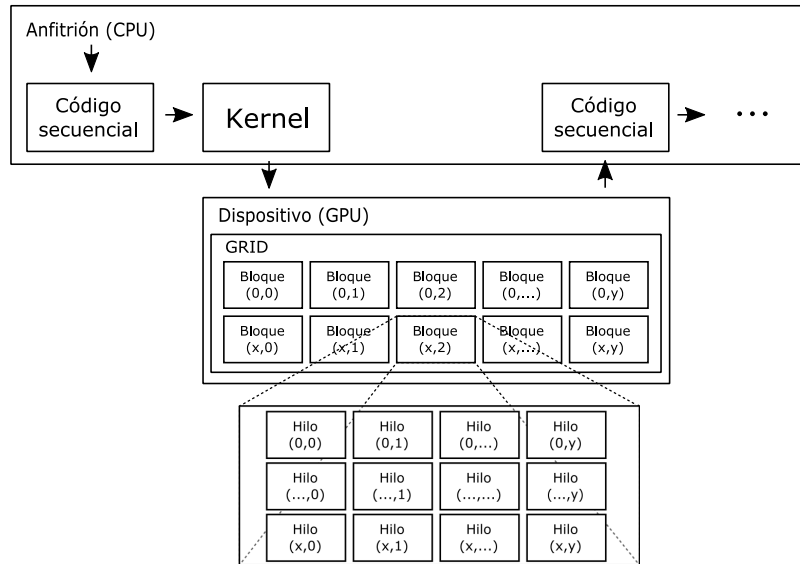 Anfitrión (CPU)
Código
secuencial
Kernel
Código
secuencial
...
Dispositivo (GPU)
GRID
Bloque
(0,0)
Bloque
(0,1)
Bloque
(0,2)
Bloque
(0,...)
Bloque
(0,y)
Bloque
(x,0)
Bloque
(x,1)
Bloque
(x,2)
Bloque
(x,...)
Bloque
(x,y)
Hilo
(0,0)
Hilo
(0,1)
Hilo
(0,...)
Hilo
(0,y)
Hilo
(...,0)
Hilo
(...,1)
Hilo
(...,...)
Hilo
(...,y)
Hilo
(x,0)
Hilo
(x,1)
Hilo
(x,...)
Hilo
(x,y)